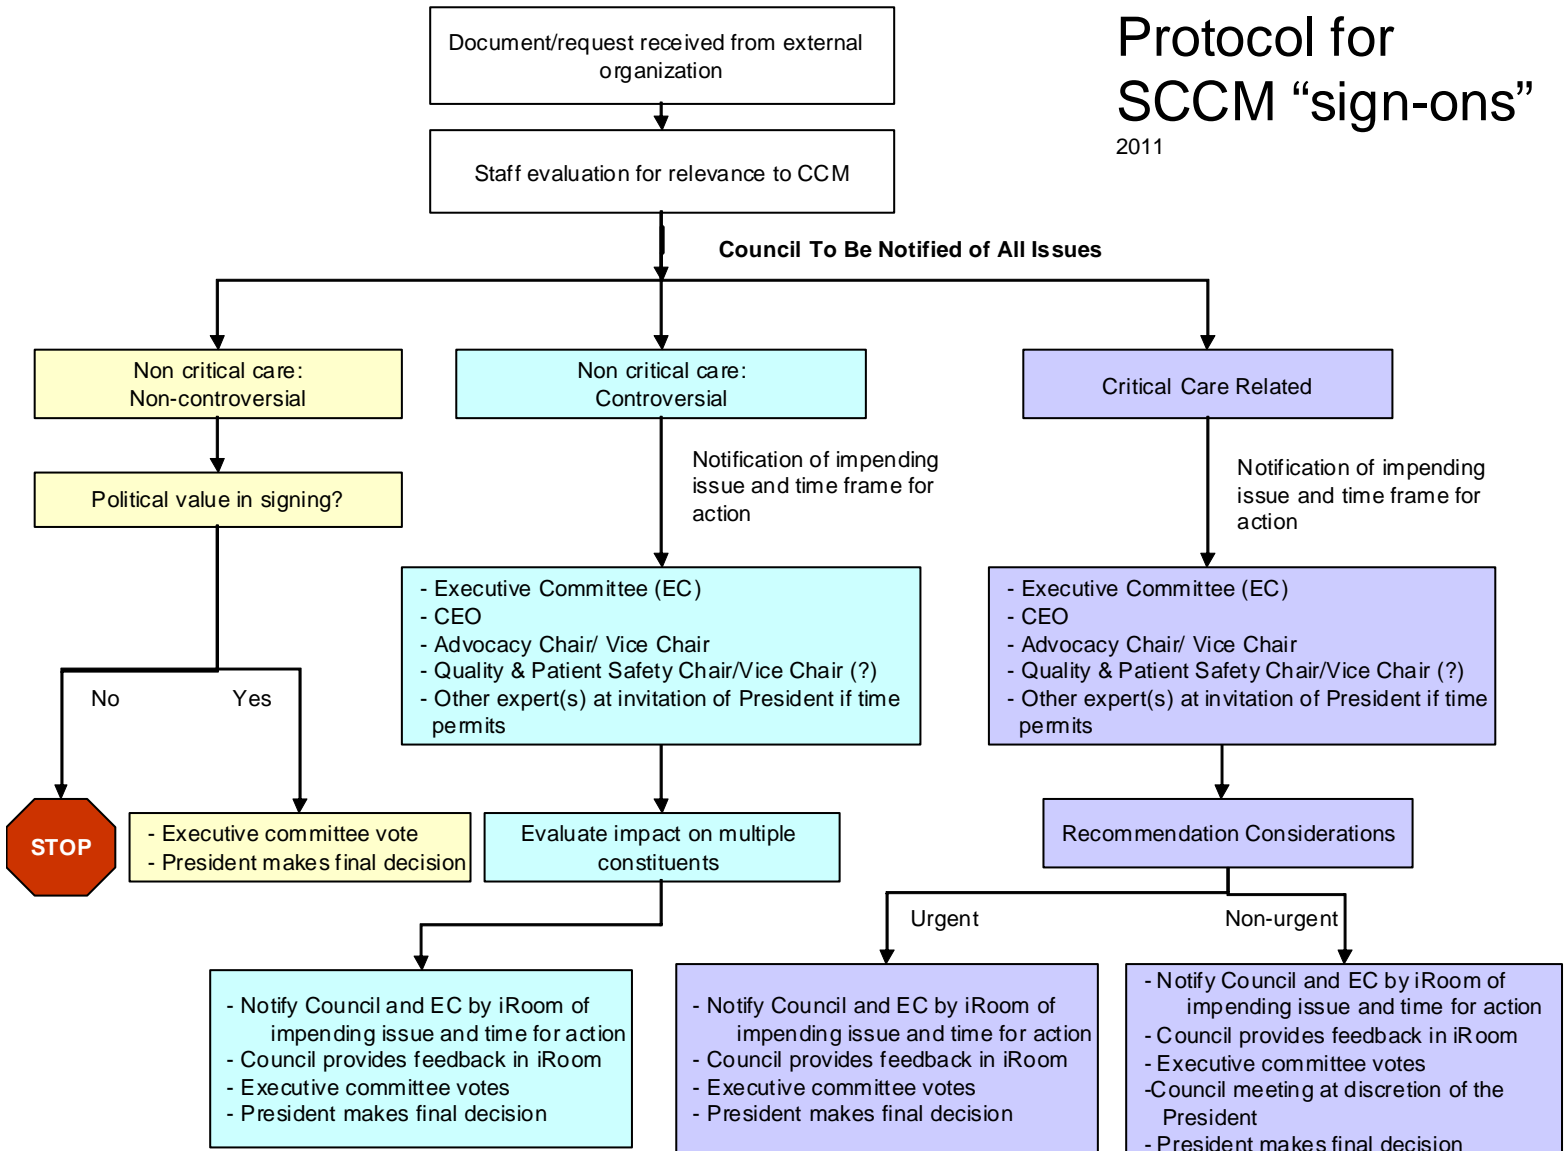 Protocol for
SCCM “sign-ons”
2011
Document/request received from external
organization
Staff evaluation for relevance to CCM
Council To Be Notified of All Issues
Non critical care:
Non-controversial
Non critical care:
Controversial
Critical Care Related
Political value in signing?
Notification of impending
issue and time frame for
action
Notification of impending
issue and time frame for
action
- Executive Committee (EC)
- CEO
- Advocacy Chair/ Vice Chair
- Quality & Patient Safety Chair/Vice Chair (?)
- Other expert(s) at invitation of President if time
permits
- Executive Committee (EC)
- CEO
- Advocacy Chair/ Vice Chair
- Quality & Patient Safety Chair/Vice Chair (?)
- Other expert(s) at invitation of President if time
permits
No
Yes
STOP
- Executive committee vote
- President makes final decision
Evaluate impact on multiple
constituents
Recommendation Considerations
Urgent
Non-urgent
- Notify Council and EC by iRoom of
impending issue and time for action
- Council provides feedback in iRoom
- Executive committee votes
- President makes final decision
- Notify Council and EC by iRoom of
impending issue and time for action
- Council provides feedback in iRoom
- Executive committee votes
- President makes final decision
- Notify Council and EC by iRoom of
impending issue and time for action
- Council provides feedback in iRoom
- Executive committee votes
-Council meeting at discretion of the
President
- President makes final decision